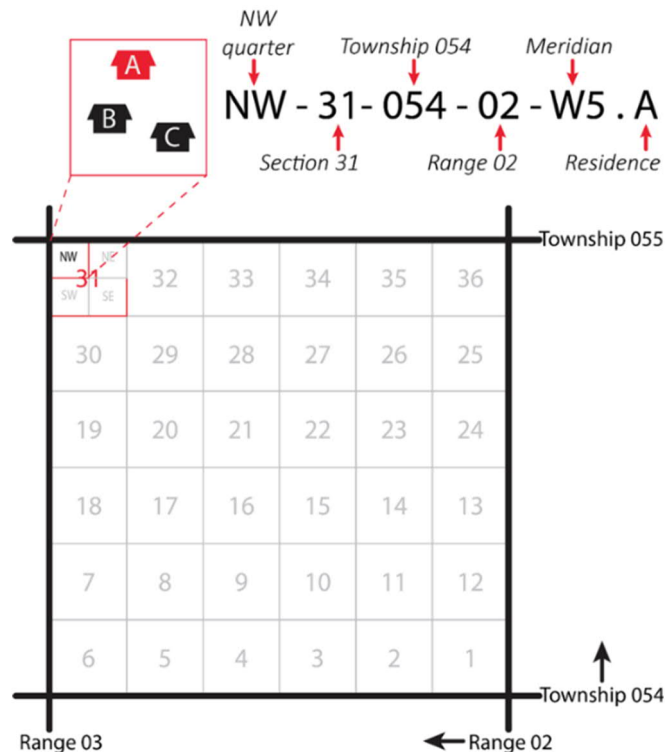 NW
quarter
Township 054
Meridian
NW - 31 - 054 - 02 - W5 . A
Section 31
Range 02
Residence
A
B
C
Township 055
NW NE
31
SW SE
32 33 34 35 36
30 29 28 27 26 25
19 20 21 22 23 24
18 17 16 15 14 13
7 8 9 10 11 12
6 5 4 3 2 1
Township 054
Range 03
Range 02